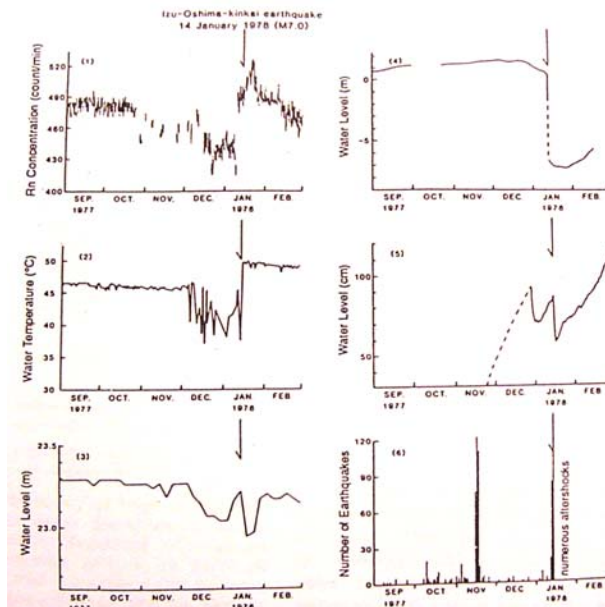 Izu-Oshima-kinkai earthquake
14 January 1978 (M7.0)
(1)
Rn Concentration (count/min)
520
490
460
430
400
SEP. OCT. NOV. DEC. JAN. FEB.
1977 1978
(4)
Water Level (m)
0
-5
SEP. OCT. NOV. DEC. JAN. FEB.
1977 1978
(2)
Water Temperature (°C)
50
45
40
35
30
SEP. OCT. NOV. DEC. JAN. FEB.
1977 1978
(5)
Water Level (cm)
100
80
60
40
SEP. OCT. NOV. DEC. JAN. FEB
1977 1978
(3)
Water Level (m)
23.5
23.0
SEP. OCT. NOV. DEC. JAN. FEB.
1977 1978
(6)
Number of Earthquakes
120
90
60
30
0
numerous aftershocks
SEP. OCT. NOV. DEC. JAN. FEB.
1977 1978